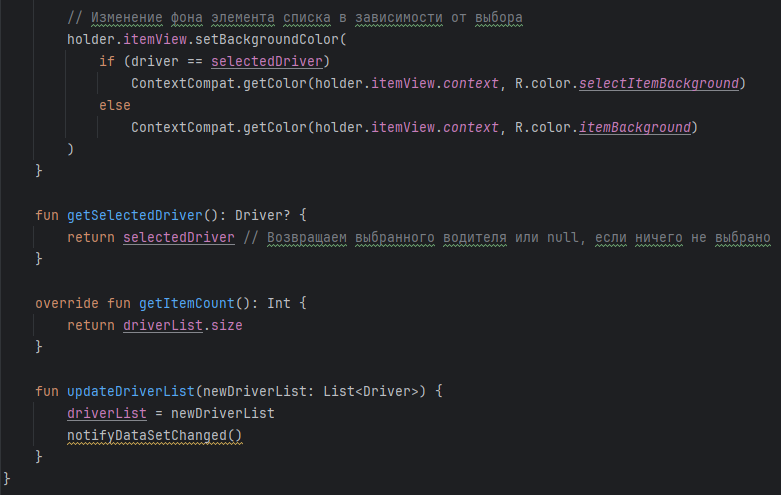 // Изменение фона элемента списка в зависимости от выбора
holder.itemView.setBackgroundColor(
if (driver == selectedDriver)
ContextCompat.getColor(holder.itemView.context, R.color.selectItemBackground)
else
ContextCompat.getColor(holder.itemView.context, R.color.itemBackground)
)
}
fun getSelectedDriver(): Driver? {
return selectedDriver // Возвращаем выбранного водителя или null, если ничего не выбрано
}
override fun getItemCount(): Int {
return driverList.size
}
fun updateDriverList(newDriverList: List<Driver>) {
driverList = newDriverList
notifyDataSetChanged()
}
}